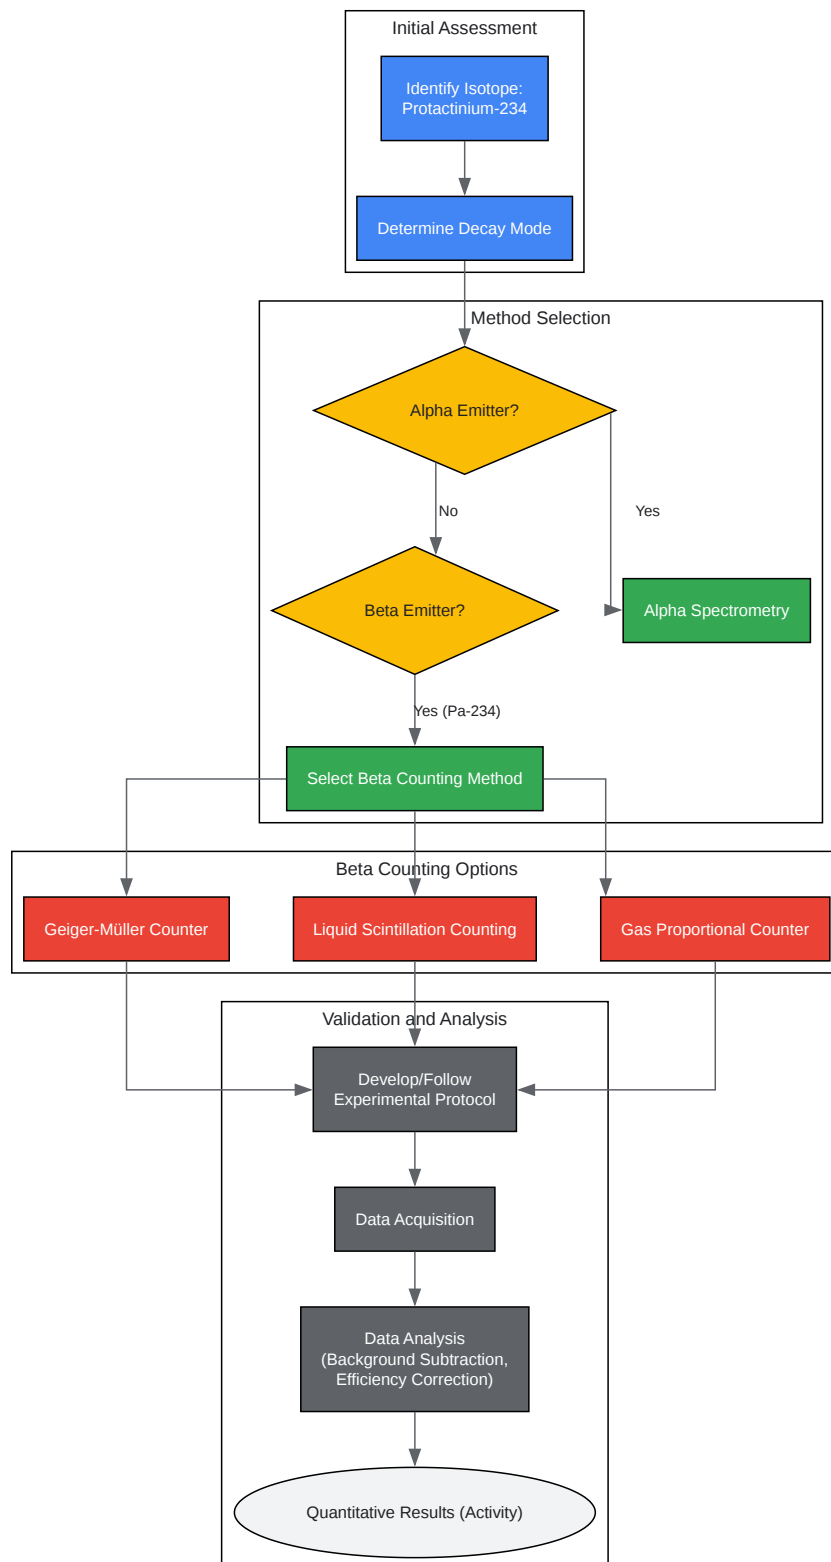 Initial Assessment
Identify Isotope:
Protactinium-234
Determine Decay Mode
Method Selection
Alpha Emitter?
No
Yes
Beta Emitter?
Alpha Spectrometry
Yes (Pa-234)
Select Beta Counting Method
Beta Counting Options
Geiger-Müller Counter
Liquid Scintillation Counting
Gas Proportional Counter
Validation and Analysis
Develop/Follow
Experimental Protocol
Data Acquisition
Data Analysis
(Background Subtraction,
Efficiency Correction)
Quantitative Results (Activity)